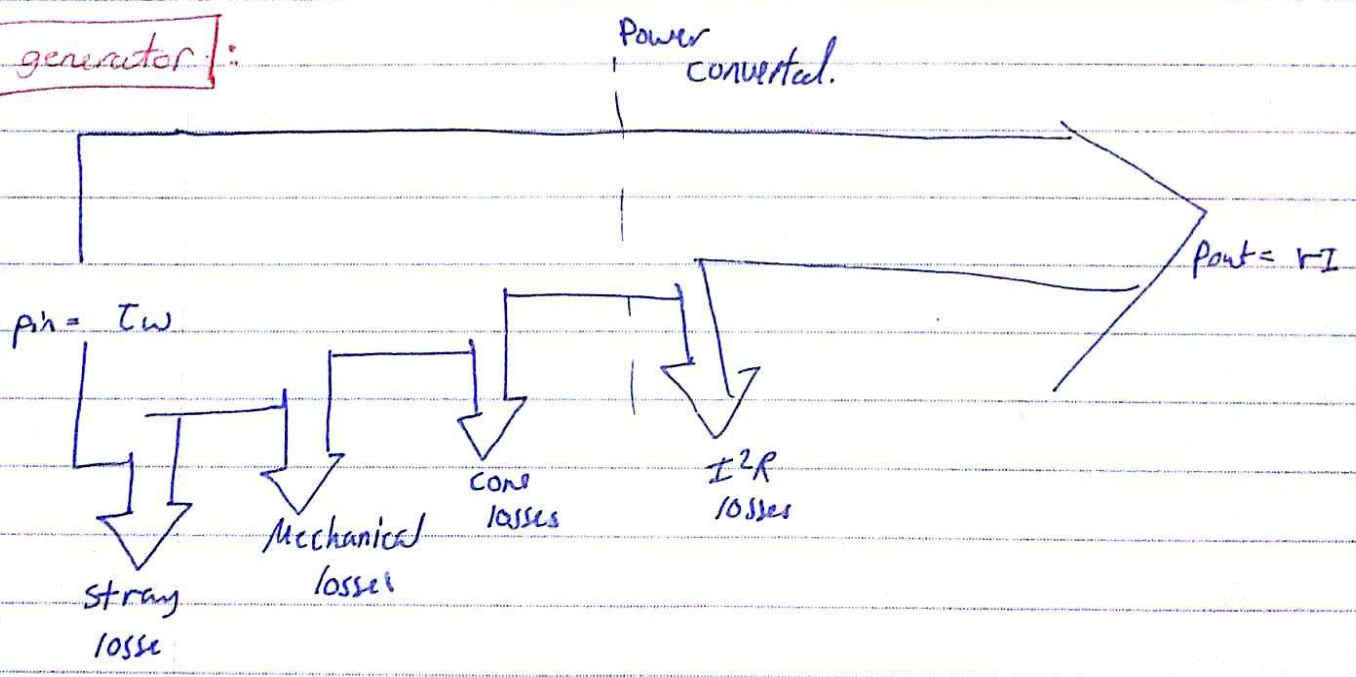 generator :
Power
converted.
Pout = VI
pin = τω
I²R
losses
core
losses
Mechanical
losses
stray
losse